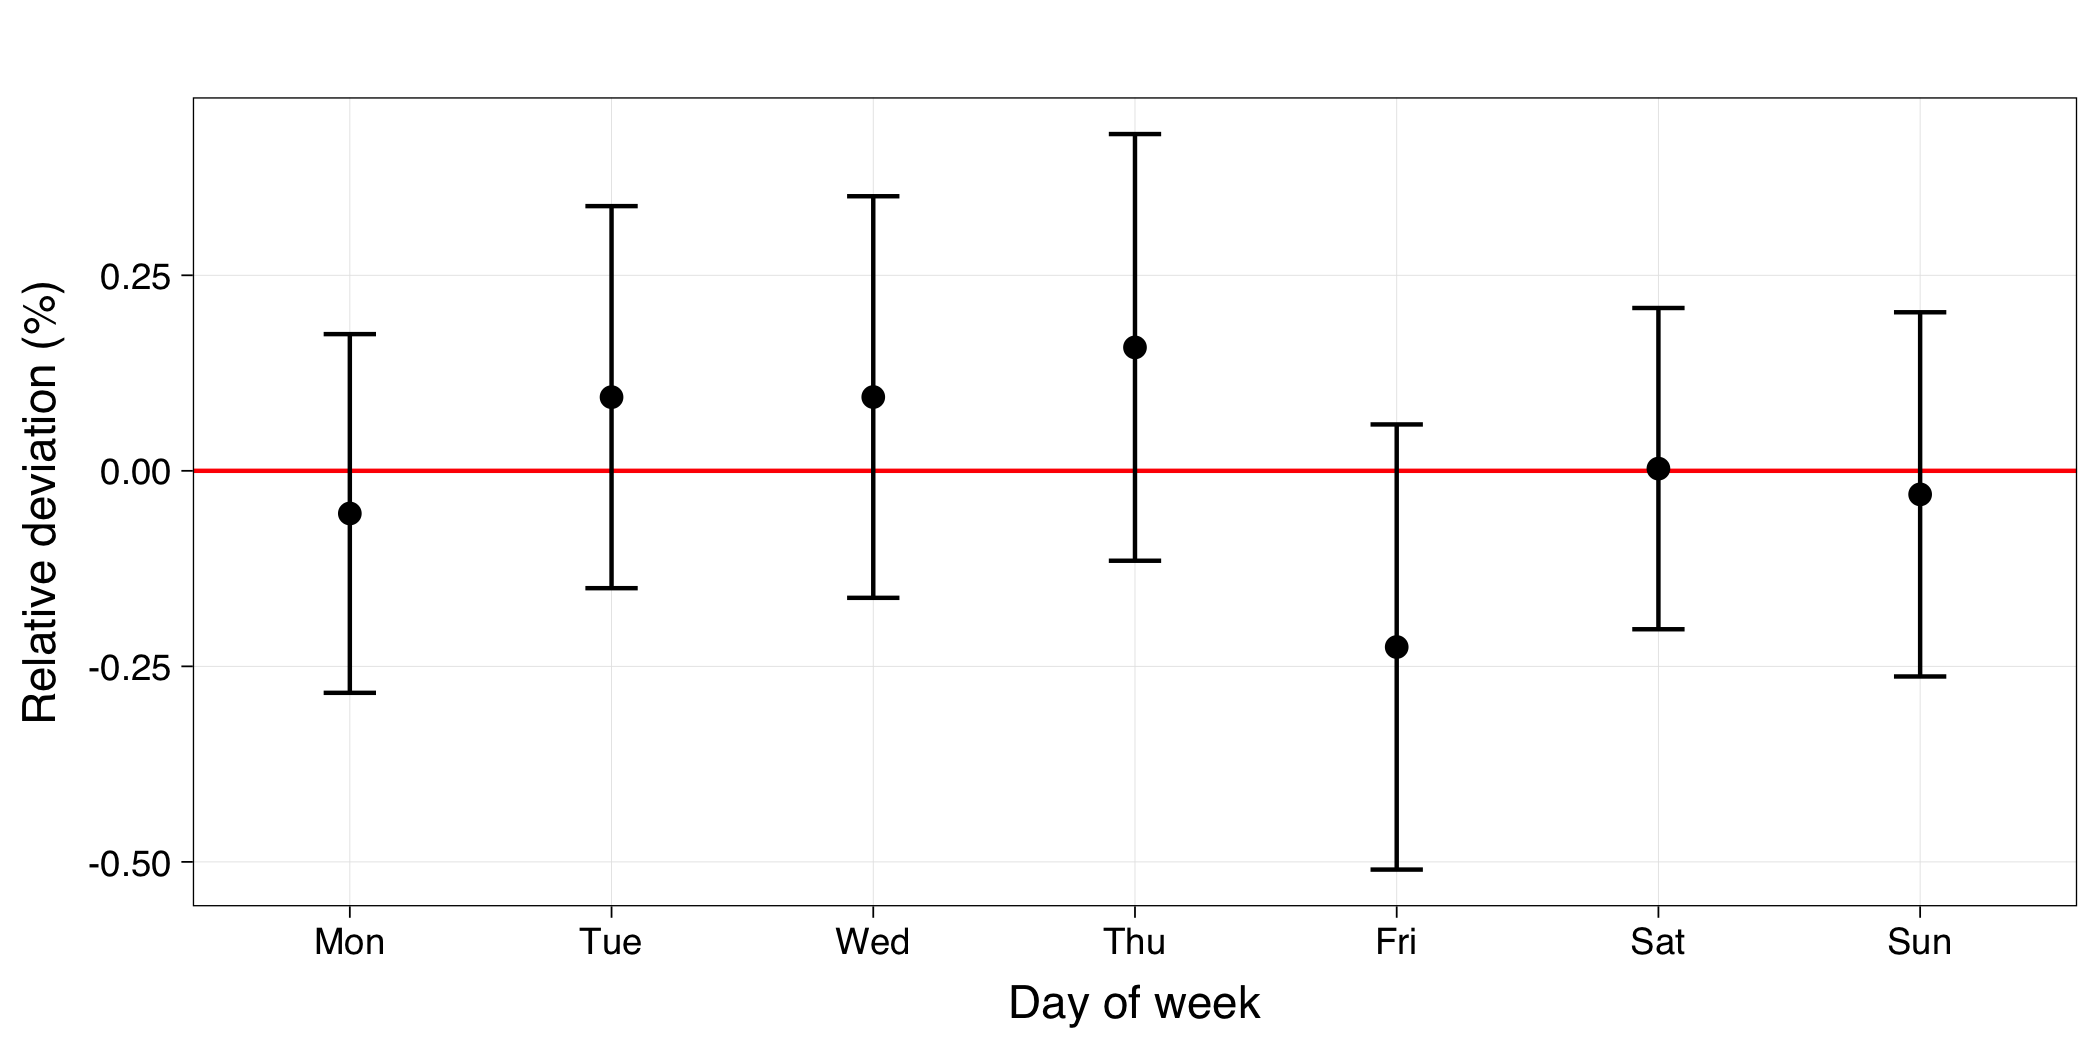 Relative deviation (%)
0.25
0.00
-0.25
-0.50
Mon Tue Wed Thu Fri Sat Sun
Day of week